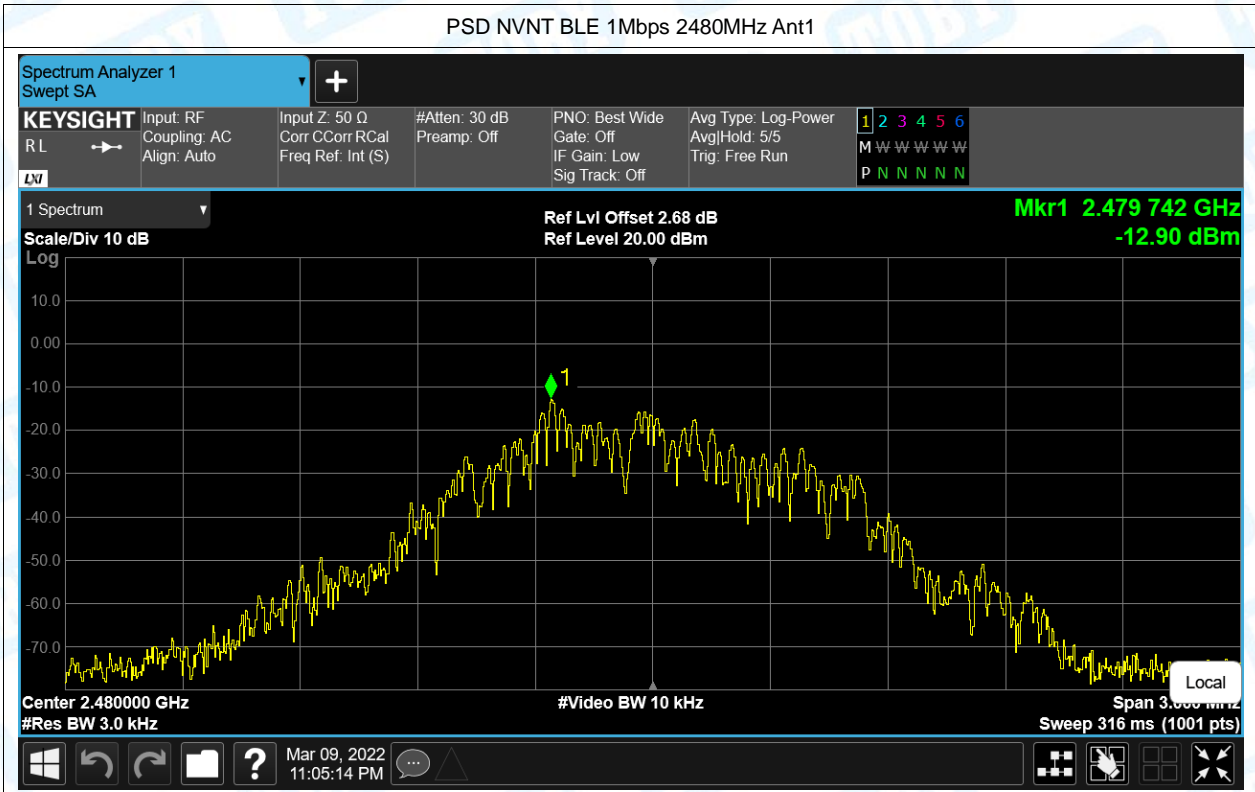 PSD NVNT BLE 1Mbps 2480MHz Ant1
Spectrum Analyzer 1
Swept SA
KEYSIGHT
R L
LXI
Input: RF
Coupling: AC
Align: Auto
Input Z: 50 Ω
Corr CCorr RCal
Freq Ref: Int (S)
#Atten: 30 dB
Preamp: Off
PNO: Best Wide
Gate: Off
IF Gain: Low
Sig Track: Off
Avg Type: Log-Power
Avg|Hold: 5/5
Trig: Free Run
1 2 3 4 5 6
M W W W W W
P N N N N N
1 Spectrum
Scale/Div 10 dB
Ref Lvl Offset 2.68 dB
Ref Level 20.00 dBm
Mkr1 2.479 742 GHz
-12.90 dBm
Log
10.0
0.00
-10.0
-20.0
-30.0
-40.0
-50.0
-60.0
-70.0
1
Local
Center 2.480000 GHz
#Res BW 3.0 kHz
#Video BW 10 kHz
Span
Sweep 316 ms (1001 pts)
?
Mar 09, 2022
11:05:14 PM